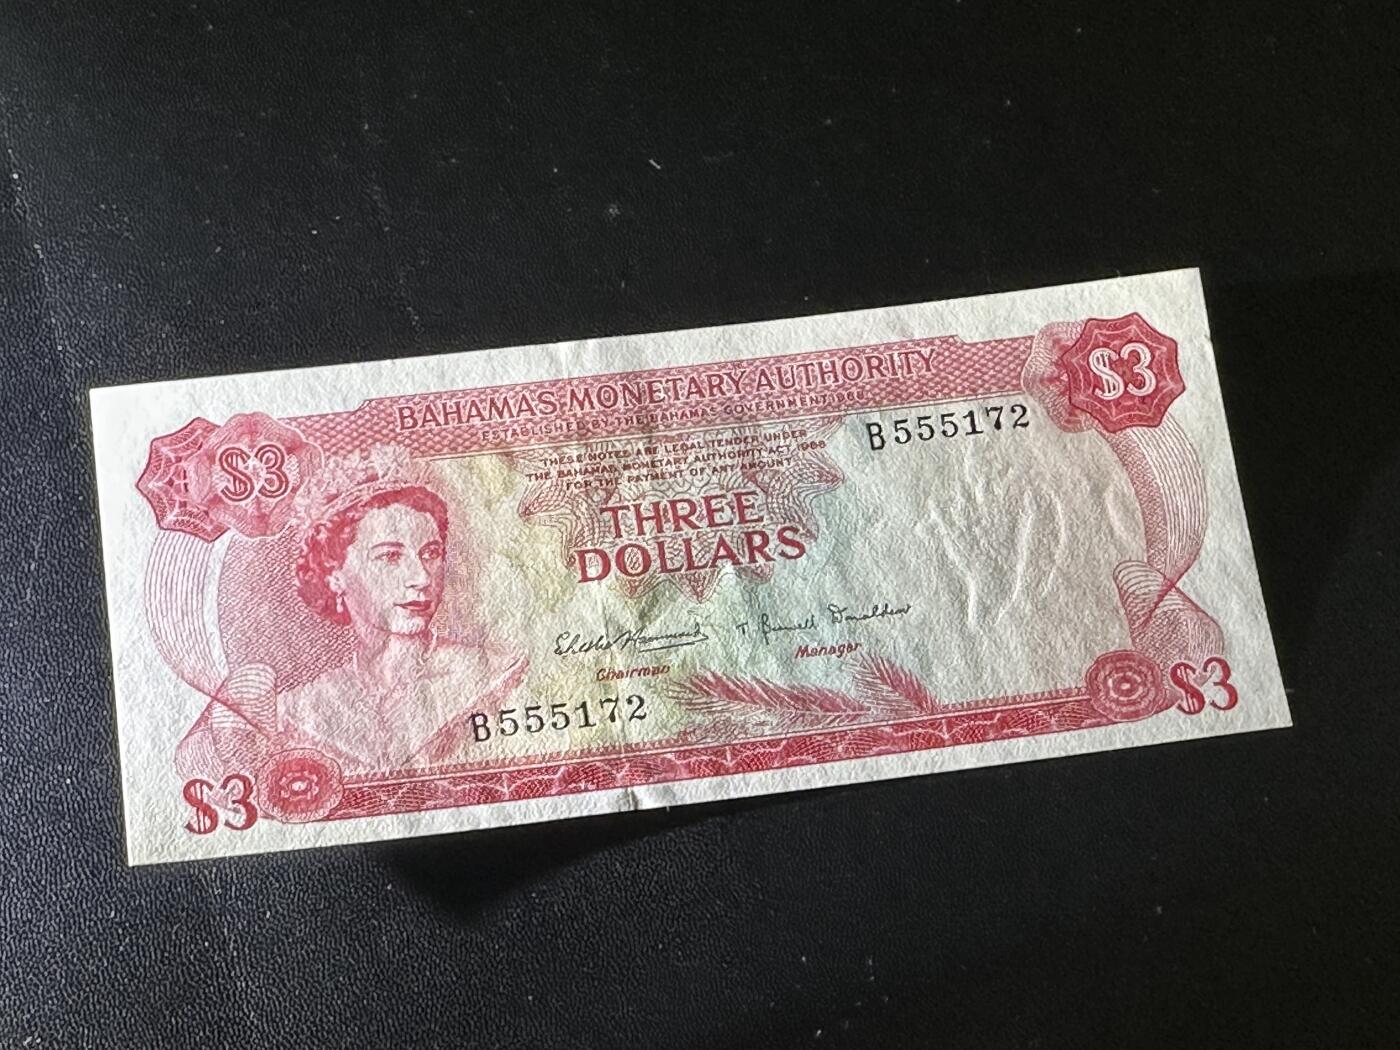 BAHAMAS MONETARY AUTHORITY
ESTABLISHED BY THE BAHAMAS GOVERNMENT 1968
$3
$3
THESE NOTES ARE LEGAL TENDER UNDER
THE BAHAMAS MONETARY AUTHORITY ACT 1968
FOR THE PAYMENT OF ANY AMOUNT
B555172
THREE
DOLLARS
T. Donaldson
Chairman
Manager
B555172
$3
$3